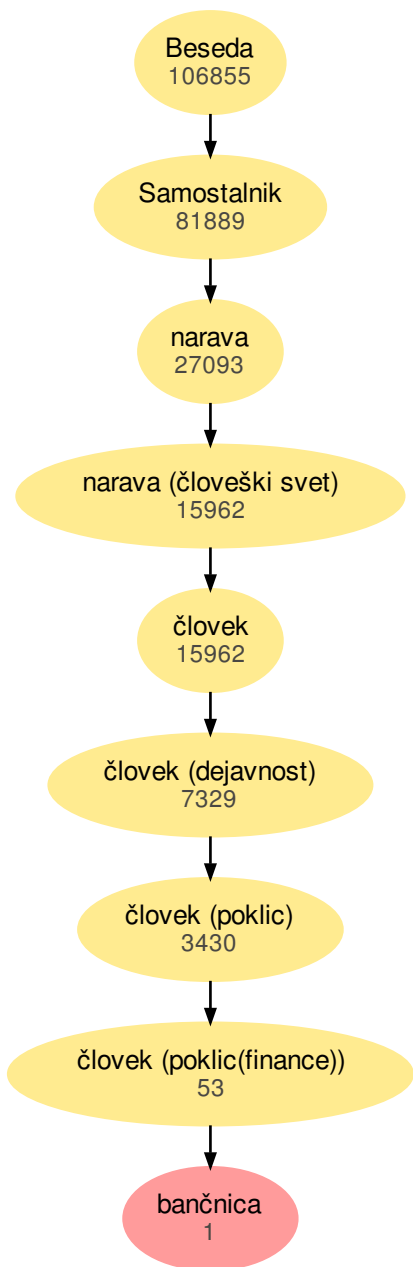 Beseda
106855
Samostalnik
81889
narava
27093
narava (človeški svet)
15962
človek
15962
človek (dejavnost)
7329
človek (poklic)
3430
človek (poklic(finance))
53
bančnica
1